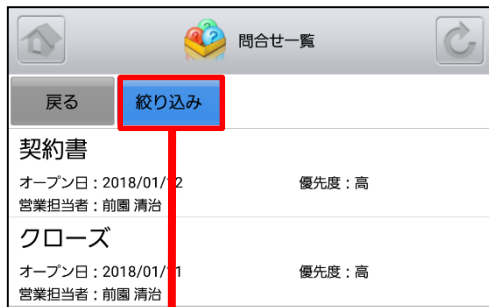 問合せ一覧
戻る 絞り込み
契約書
オープン日：2018/01/12 優先度：高
営業担当者：前園 清治
クローズ
オープン日：2018/01/11 優先度：高
営業担当者：前園 清治